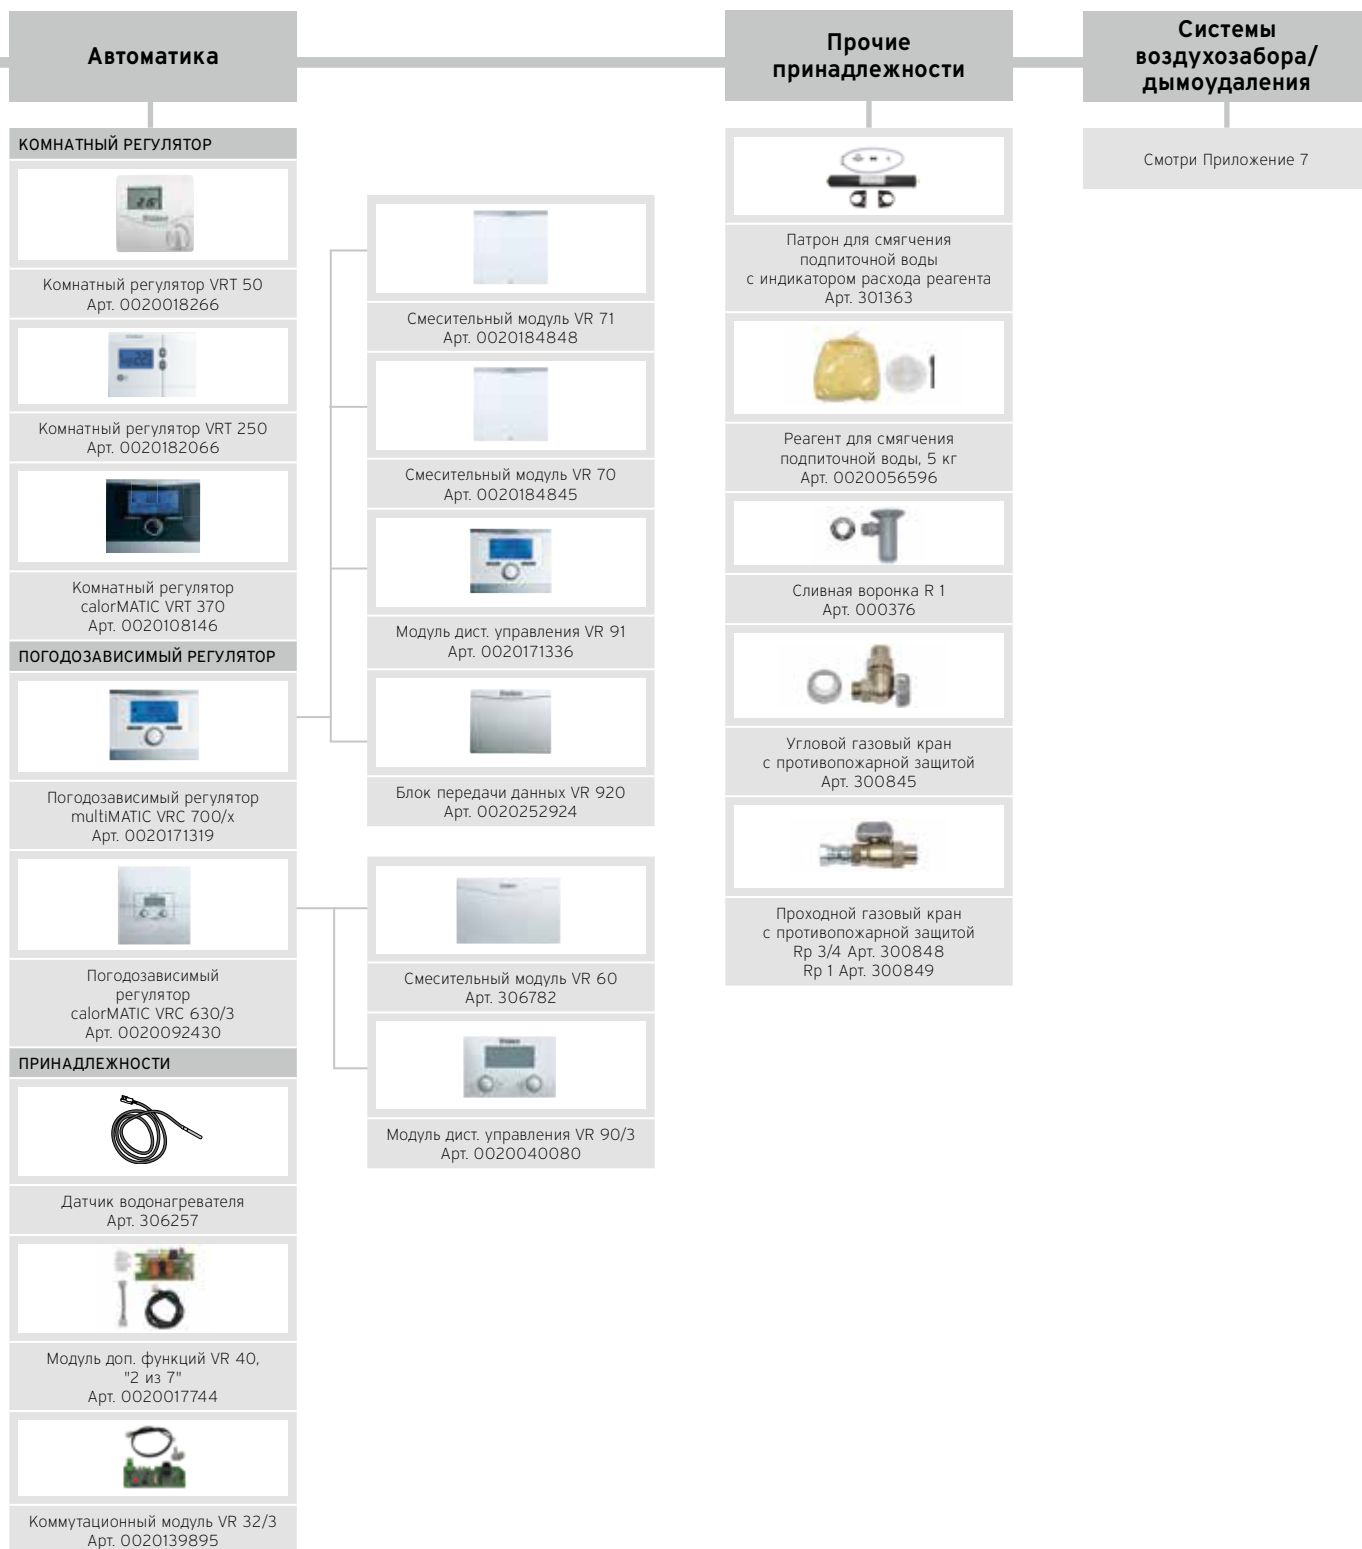 Автоматика
КОМНАТНЫЙ РЕГУЛЯТОР
Комнатный регулятор VRT 50
Арт. 0020018266
Комнатный регулятор VRT 250
Арт. 0020182066
Комнатный регулятор
calorMATIC VRT 370
Арт. 0020108146
ПОГОДОЗАВИСИМЫЙ РЕГУЛЯТОР
Погодозависимый регулятор
multiMATIC VRC 700/x
Арт. 0020171319
Погодозависимый
регулятор
calorMATIC VRC 630/3
Арт. 0020092430
ПРИНАДЛЕЖНОСТИ
Датчик водонагревателя
Арт. 306257
Модуль доп. функций VR 40,
"2 из 7"
Арт. 0020017744
Коммутационный модуль VR 32/3
Арт. 0020139895
Смесительный модуль VR 71
Арт. 0020184848
Смесительный модуль VR 70
Арт. 0020184845
Модуль дист. управления VR 91
Арт. 0020171336
Блок передачи данных VR 920
Арт. 0020252924
Смесительный модуль VR 60
Арт. 306782
Модуль дист. управления VR 90/3
Арт. 0020040080
Прочие
принадлежности
Патрон для смягчения
подпиточной воды
с индикатором расхода реагента
Арт. 301363
Реагент для смягчения
подпиточной воды, 5 кг
Арт. 0020056596
Сливная воронка R 1
Арт. 000376
Угловой газовый кран
с противопожарной защитой
Арт. 300845
Проходной газовый кран
с противопожарной защитой
Rp 3/4 Арт. 300848
Rp 1 Арт. 300849
Системы
воздухозабора/
дымоудаления
Смотри Приложение 7